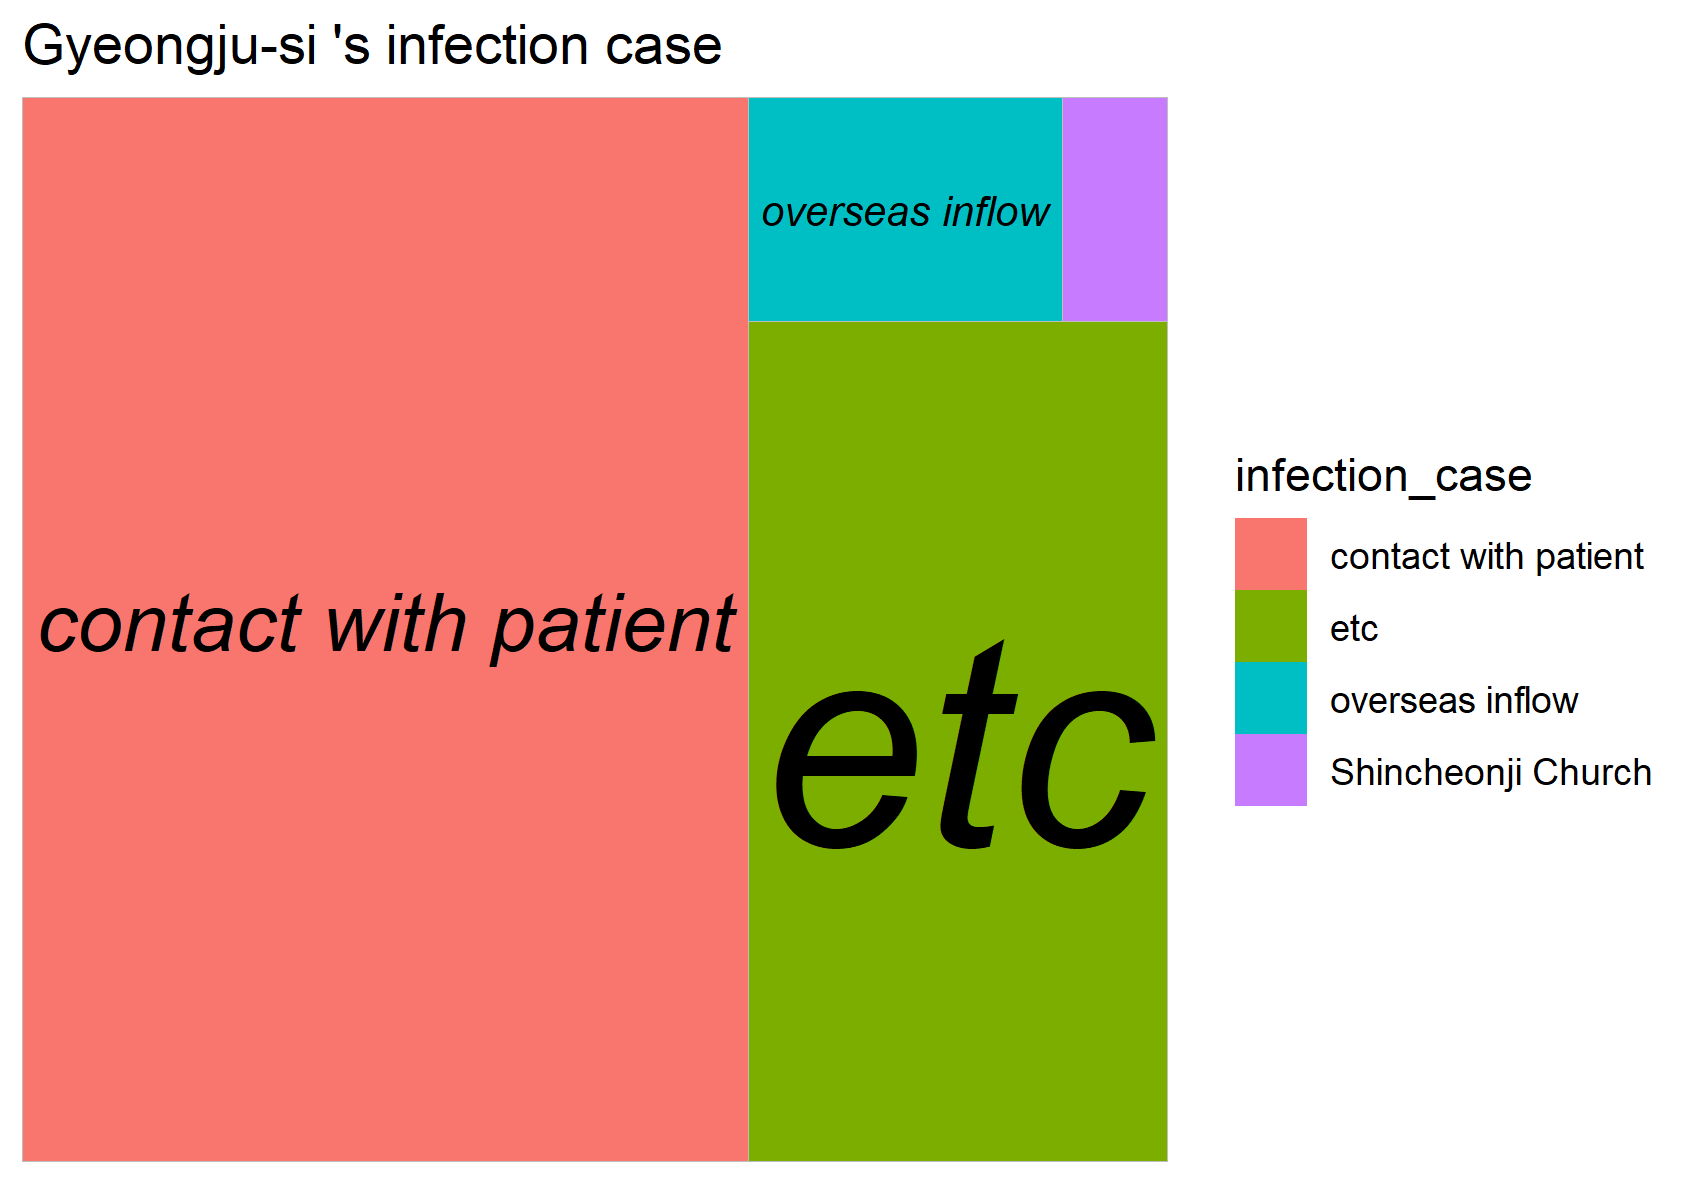 Gyeongju-si 's infection case
overseas inflow
contact with patient
etc
infection_case
contact with patient
etc
overseas inflow
Shincheonji Church